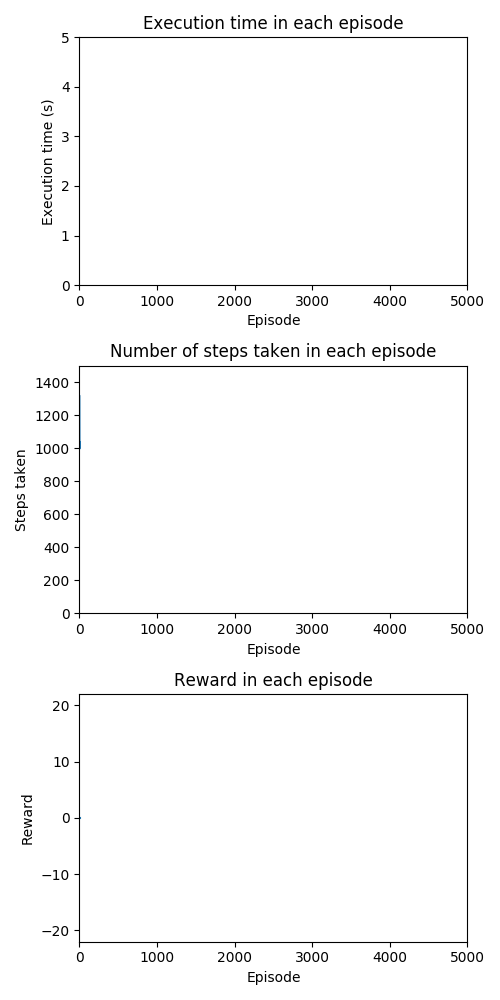 Execution time in each episode
5
4
3
2
1
0
Execution time (s)
0 1000 2000 3000 4000 5000
Episode
Number of steps taken in each episode
1400
1200
1000
800
600
400
200
0
Steps taken
0 1000 2000 3000 4000 5000
Episode
Reward in each episode
20
10
0
−10
−20
Reward
0 1000 2000 3000 4000 5000
Episode